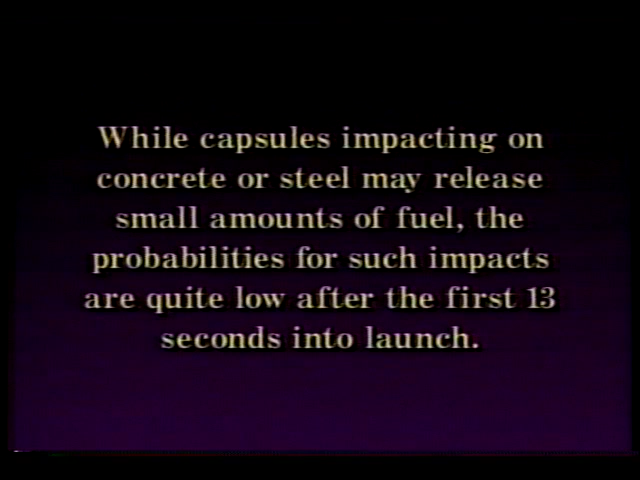 While capsules impacting on
concrete or steel may release
small amounts of fuel, the
probabilities for such impacts
are quite low after the first 13
seconds into launch.